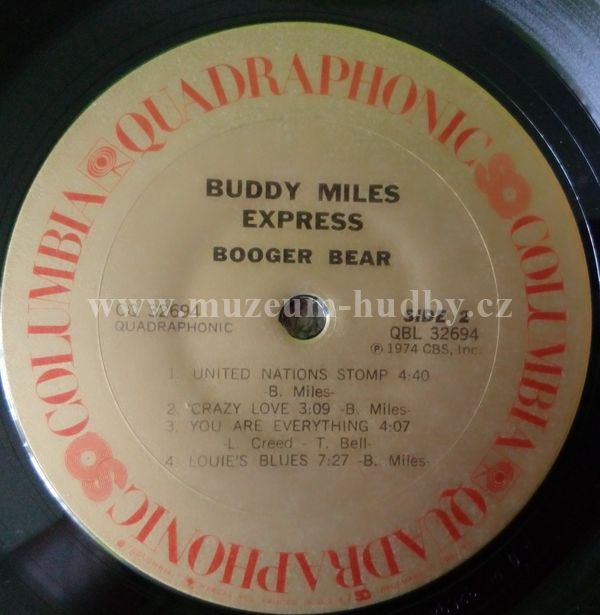 COLUMBIA QUADRAPHONIC SQ COLUMBIA QUADRAPHONIC SQ
BUDDY MILES
EXPRESS
BOOGER BEAR
www.muzeum-hudby.cz
CQ 32694
QUADRAPHONIC
SIDE 2
QBL 32694
Ⓟ 1974 CBS, Inc.
1. UNITED NATIONS STOMP 4:40
-B. Miles-
2. CRAZY LOVE 3:09 -B. Miles-
3. YOU ARE EVERYTHING 4:07
-L. Creed - T. Bell-
4. LOUIE'S BLUES 7:27 -B. Miles-